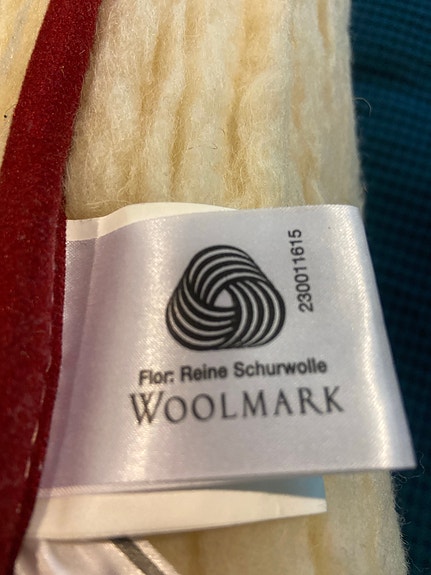 230011615
Flor: Reine Schurwolle
WOOLMARK